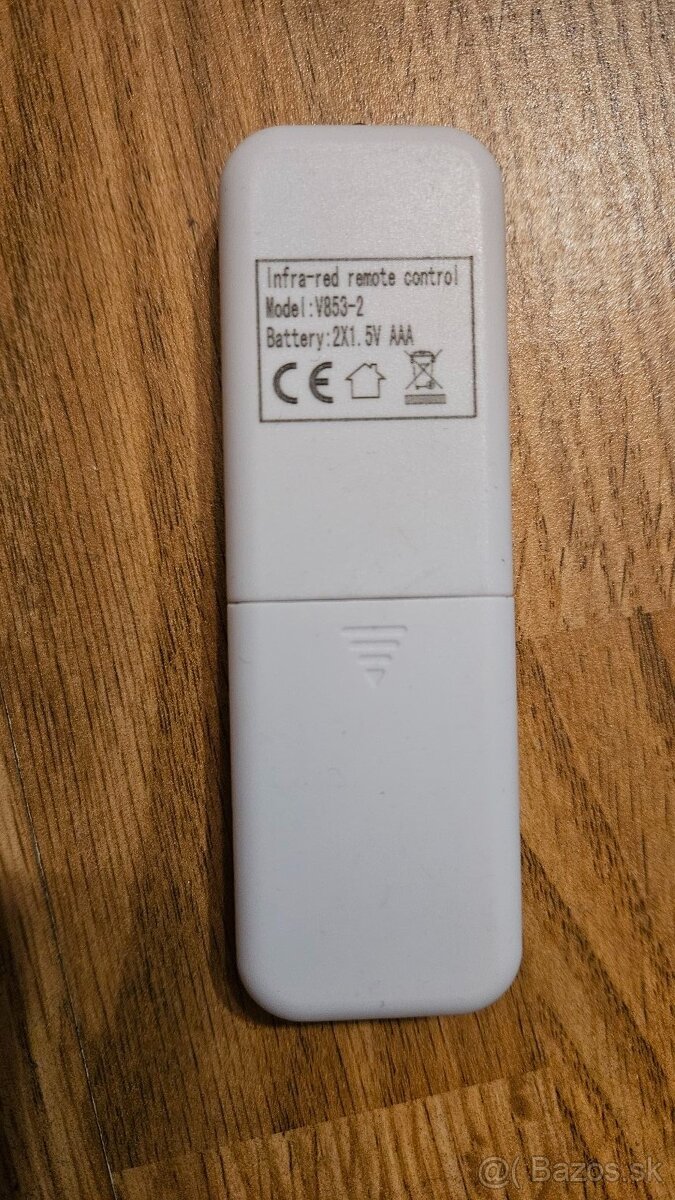 Infra-red remote control
Model:V853-2
Battery:2X1.5V AAA
CE
@( Bazos.sk